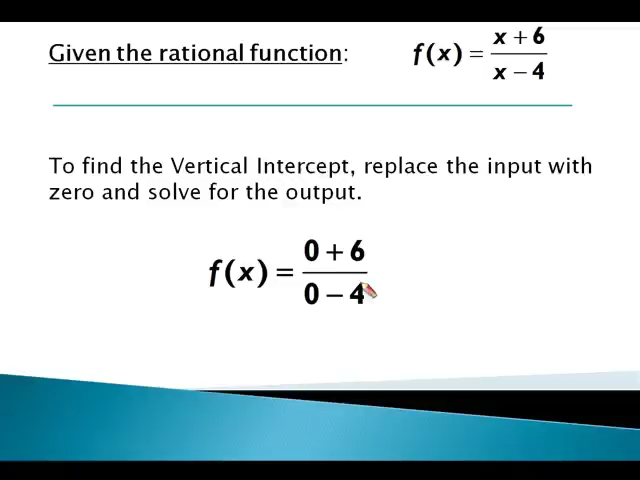 Given the rational function: f(x) = (x + 6)/(x − 4)
To find the Vertical Intercept, replace the input with
zero and solve for the output.
f(x) = (0 + 6)/(0 − 4)